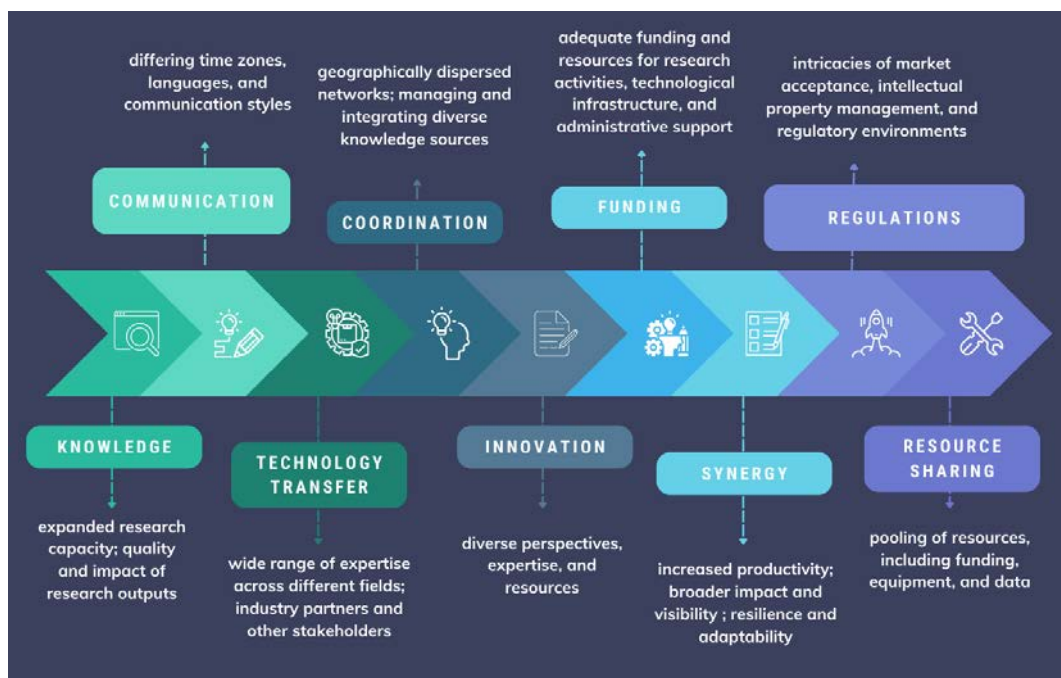 differing time zones,
languages, and
communication styles
COMMUNICATION
geographically dispersed
networks; managing and
integrating diverse
knowledge sources
COORDINATION
adequate funding and
resources for research
activities, technological
infrastructure, and
administrative support
FUNDING
intricacies of market
acceptance, intellectual
property management, and
regulatory environments
REGULATIONS
KNOWLEDGE
expanded research
capacity; quality
and impact of
research outputs
TECHNOLOGY
TRANSFER
wide range of expertise
across different fields;
industry partners and
other stakeholders
INNOVATION
diverse perspectives,
expertise, and
resources
SYNERGY
increased productivity;
broader impact and
visibility ; resilience and
adaptability
RESOURCE
SHARING
pooling of resources,
including funding,
equipment, and data